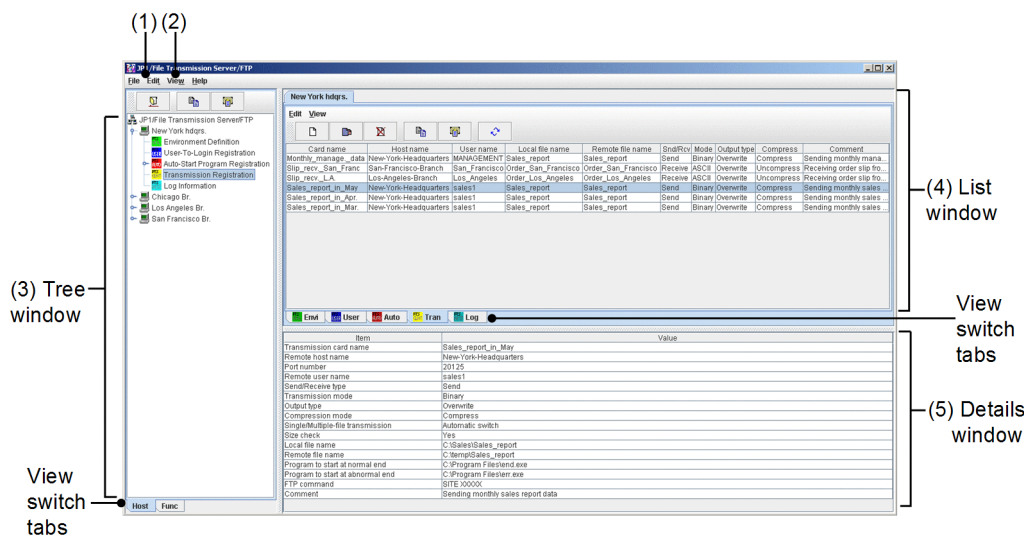 (1) (2)
JP1/File Transmission Server/FTP
File Edit View Help
JP1/File Transmission Server/FTP
New York hdqrs.
Environment Definition
User-To-Login Registration
Auto-Start Program Registration
Transmission Registration
Log Information
Chicago Br.
Los Angeles Br.
San Francisco Br.
(3) Tree
window
View
switch
tabs
Host Func
New York hdqrs.
Edit View
Card name Host name User name Local file name Remote file name Snd/Rcv Mode Output type Compress Comment
Monthly_manage._data New-York-Headquarters MANAGEMENT Sales_report Sales_report Send Binary Overwrite Compress Sending monthly mana...
Slip_recv._San_Franc San-Francisco-Branch San_Francisco Order_San_Francisco Order_San_Francisco Receive ASCII Overwrite Uncompress Receiving order slip fro...
Slip_recv._L.A. Los-Angeles-Branch Los_Angeles Order_Los_Angeles Order_Los_Angeles Receive ASCII Overwrite Uncompress Receiving order slip fro...
Sales_report_in_May New-York-Headquarters sales1 Sales_report Sales_report Send Binary Overwrite Compress Sending monthly sales ...
Sales_report_in_Apr. New-York-Headquarters sales1 Sales_report Sales_report Send Binary Overwrite Compress Sending monthly sales ...
Sales_report_in_Mar. New-York-Headquarters sales1 Sales_report Sales_report Send Binary Overwrite Compress Sending monthly sales ...
Envi User Auto Tran Log
(4) List
window
View
switch
tabs
Item Value
Transmission card name Sales_report_in_May
Remote host name New-York-Headquarters
Port number 20125
Remote user name sales1
Send/Receive type Send
Transmission mode Binary
Output type Overwrite
Compression mode Compress
Single/Multiple-file transmission Automatic switch
Size check Yes
Local file name C:\Sales\Sales_report
Remote file name C:\temp\Sales_report
Program to start at normal end C:\Program Files\end.exe
Program to start at abnormal end C:\Program Files\err.exe
FTP command SITE XXXXX
Comment Sending monthly sales report data
(5) Details
window